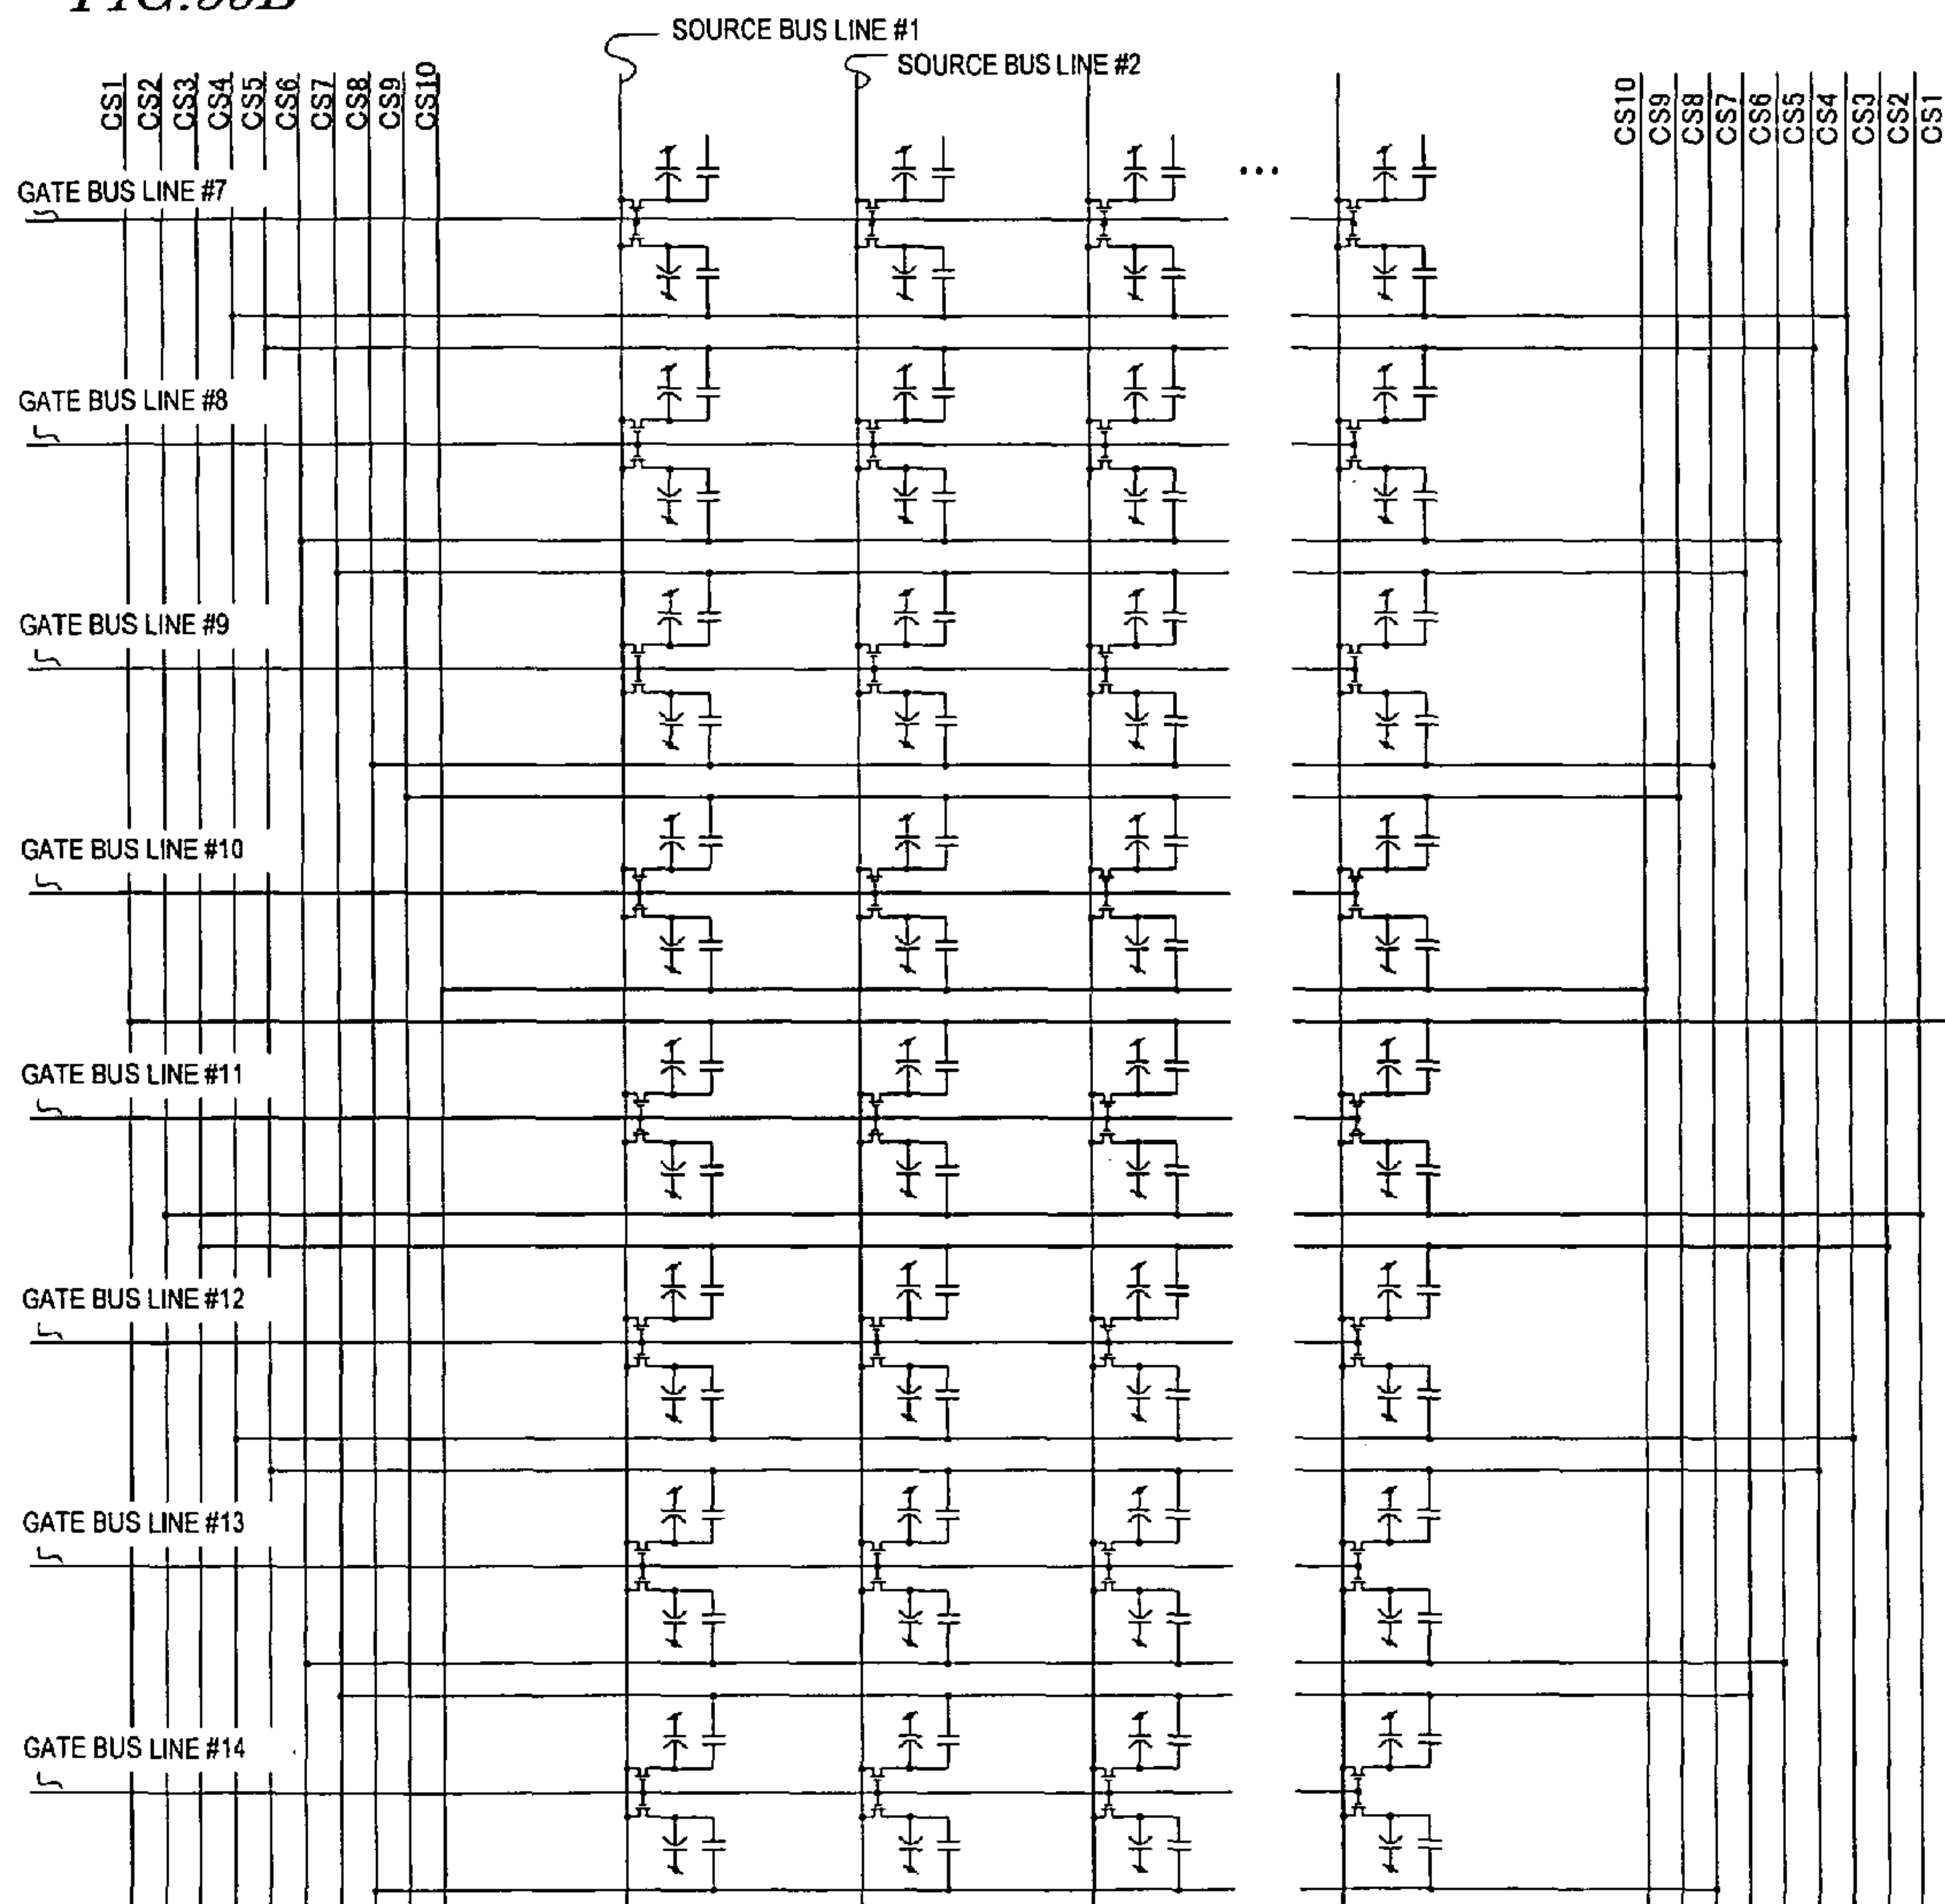 SOURCE BUS LINE #1
SOURCE BUS LINE #2
CS1
CS2
CS3
CS4
CS5
CS6
CS7
CS8
CS9
CS10
CS10
CS9
CS8
CS7
CS6
CS5
CS4
CS3
CS2
CS1
...
GATE BUS LINE #7
GATE BUS LINE #8
GATE BUS LINE #9
GATE BUS LINE #10
GATE BUS LINE #11
GATE BUS LINE #12
GATE BUS LINE #13
GATE BUS LINE #14